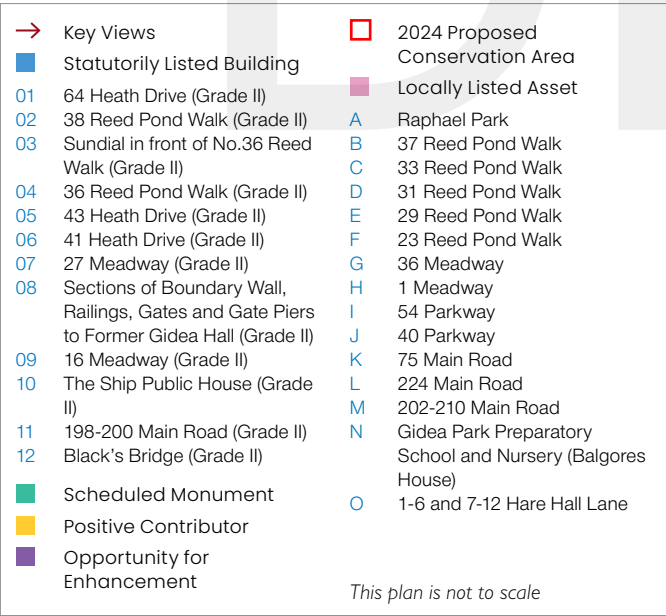 Key Views
Statutorily Listed Building
01 64 Heath Drive (Grade II)
02 38 Reed Pond Walk (Grade II)
03 Sundial in front of No.36 Reed
Walk (Grade II)
04 36 Reed Pond Walk (Grade II)
05 43 Heath Drive (Grade II)
06 41 Heath Drive (Grade II)
07 27 Meadway (Grade II)
08 Sections of Boundary Wall,
Railings, Gates and Gate Piers
to Former Gidea Hall (Grade II)
09 16 Meadway (Grade II)
10 The Ship Public House (Grade
II)
11 198-200 Main Road (Grade II)
12 Black's Bridge (Grade II)
Scheduled Monument
Positive Contributor
Opportunity for
Enhancement
2024 Proposed
Conservation Area
Locally Listed Asset
A Raphael Park
B 37 Reed Pond Walk
C 33 Reed Pond Walk
D 31 Reed Pond Walk
E 29 Reed Pond Walk
F 23 Reed Pond Walk
G 36 Meadway
H 1 Meadway
I 54 Parkway
J 40 Parkway
K 75 Main Road
L 224 Main Road
M 202-210 Main Road
N Gidea Park Preparatory
School and Nursery (Balgores
House)
O 1-6 and 7-12 Hare Hall Lane
This plan is not to scale